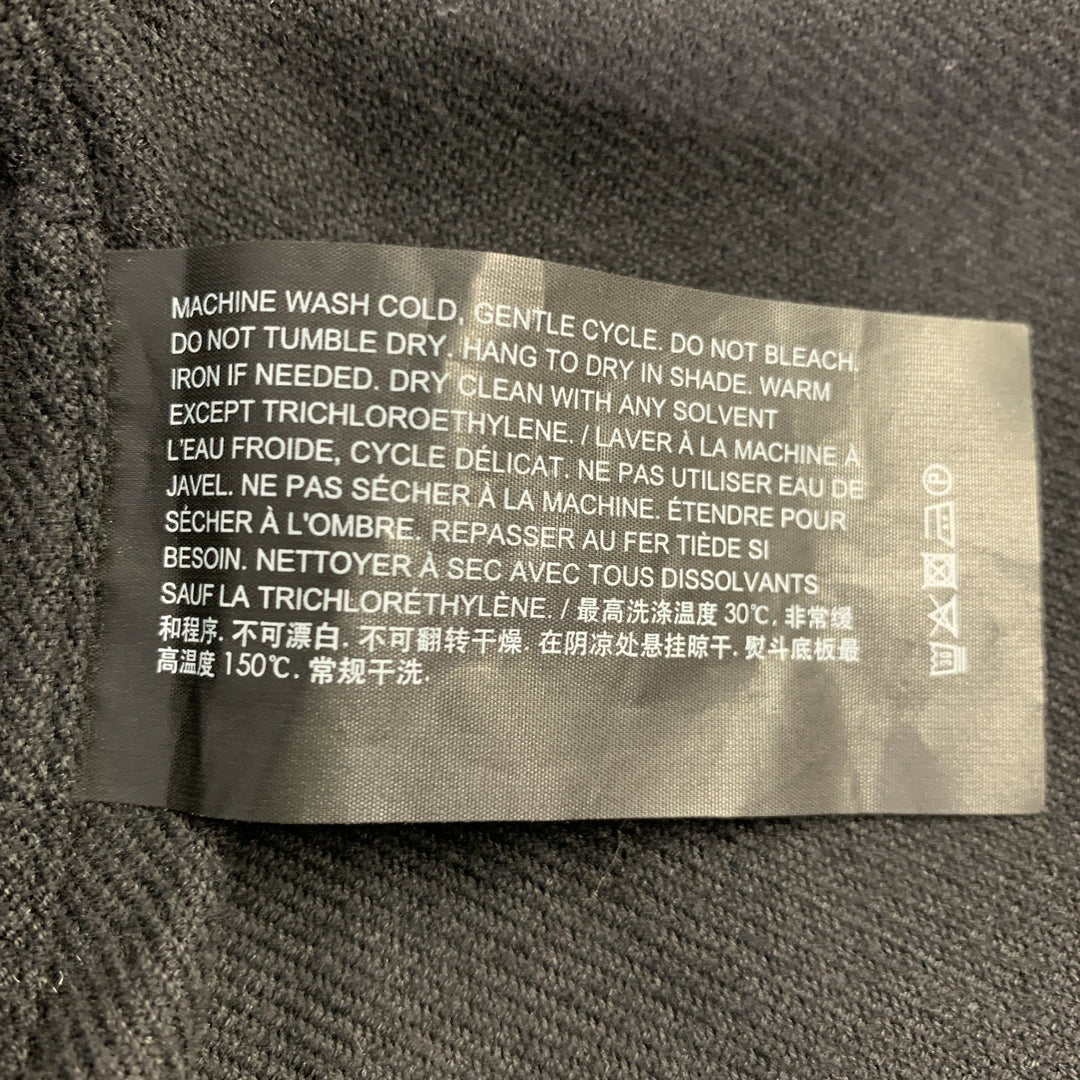 MACHINE WASH COLD, GENTLE CYCLE. DO NOT BLEACH.
DO NOT TUMBLE DRY. HANG TO DRY IN SHADE. WARM
IRON IF NEEDED. DRY CLEAN WITH ANY SOLVENT
EXCEPT TRICHLOROETHYLENE. / LAVER À LA MACHINE À
L'EAU FROIDE, CYCLE DÉLICAT. NE PAS UTILISER EAU DE
JAVEL. NE PAS SÉCHER À LA MACHINE. ÉTENDRE POUR
SÉCHER À L'OMBRE. REPASSER AU FER TIÈDE SI
BESOIN. NETTOYER À SEC AVEC TOUS DISSOLVANTS
SAUF LA TRICHLORÉTHYLÈNE. / 最高洗涤温度 30℃. 非常缓
和程序. 不可漂白. 不可翻转干燥. 在阴凉处悬挂晾干. 熨斗底板最
高温度 150℃. 常规干洗.
P